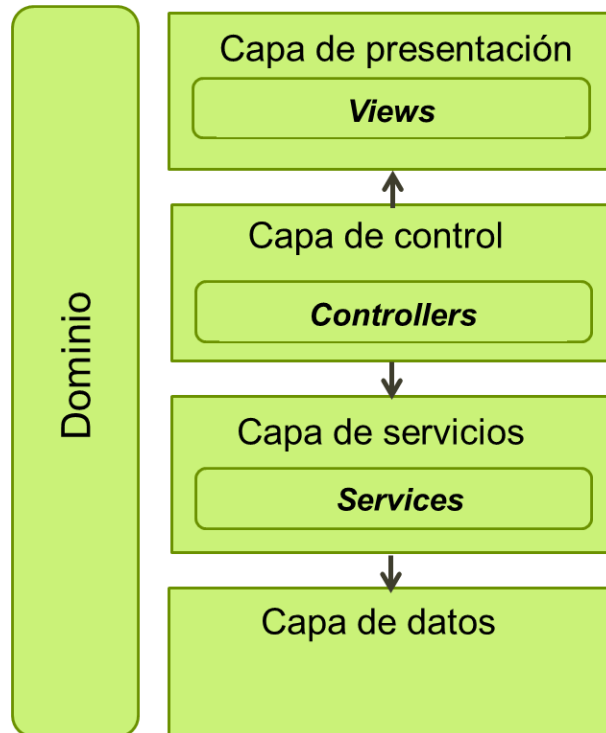 Dominio
Capa de presentación
Views
Capa de control
Controllers
Capa de servicios
Services
Capa de datos